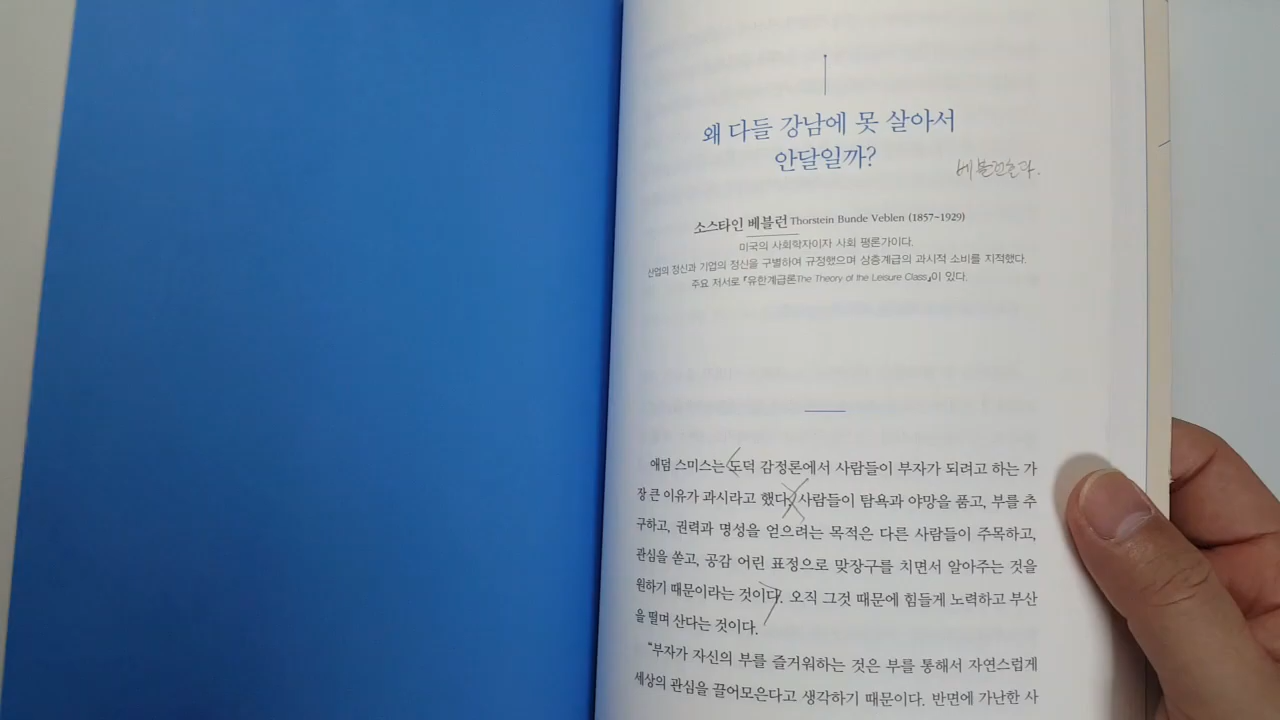 왜 다들 강남에 못 살아서
안달일까?
베블런효과.
소스타인 베블런 Thorstein Bunde Veblen (1857-1929)
미국의 사회학자이자 사회 평론가이다.
산업의 정신과 기업의 정신을 구별하여 규정했으며 상층계급의 과시적 소비를 지적했다.
주요 저서로 『유한계급론The Theory of the Leisure Class』이 있다.
애덤 스미스는 도덕 감정론에서 사람들이 부자가 되려고 하는 가
장 큰 이유가 과시라고 했다. 사람들이 탐욕과 야망을 품고, 부를 추
구하고, 권력과 명성을 얻으려는 목적은 다른 사람들이 주목하고,
관심을 쏟고, 공감 어린 표정으로 맞장구를 치면서 알아주는 것을
원하기 때문이라는 것이다. 오직 그것 때문에 힘들게 노력하고 부산
을 떨며 산다는 것이다.
“부자가 자신의 부를 즐거워하는 것은 부를 통해서 자연스럽게
세상의 관심을 끌어모은다고 생각하기 때문이다. 반면에 가난한 사